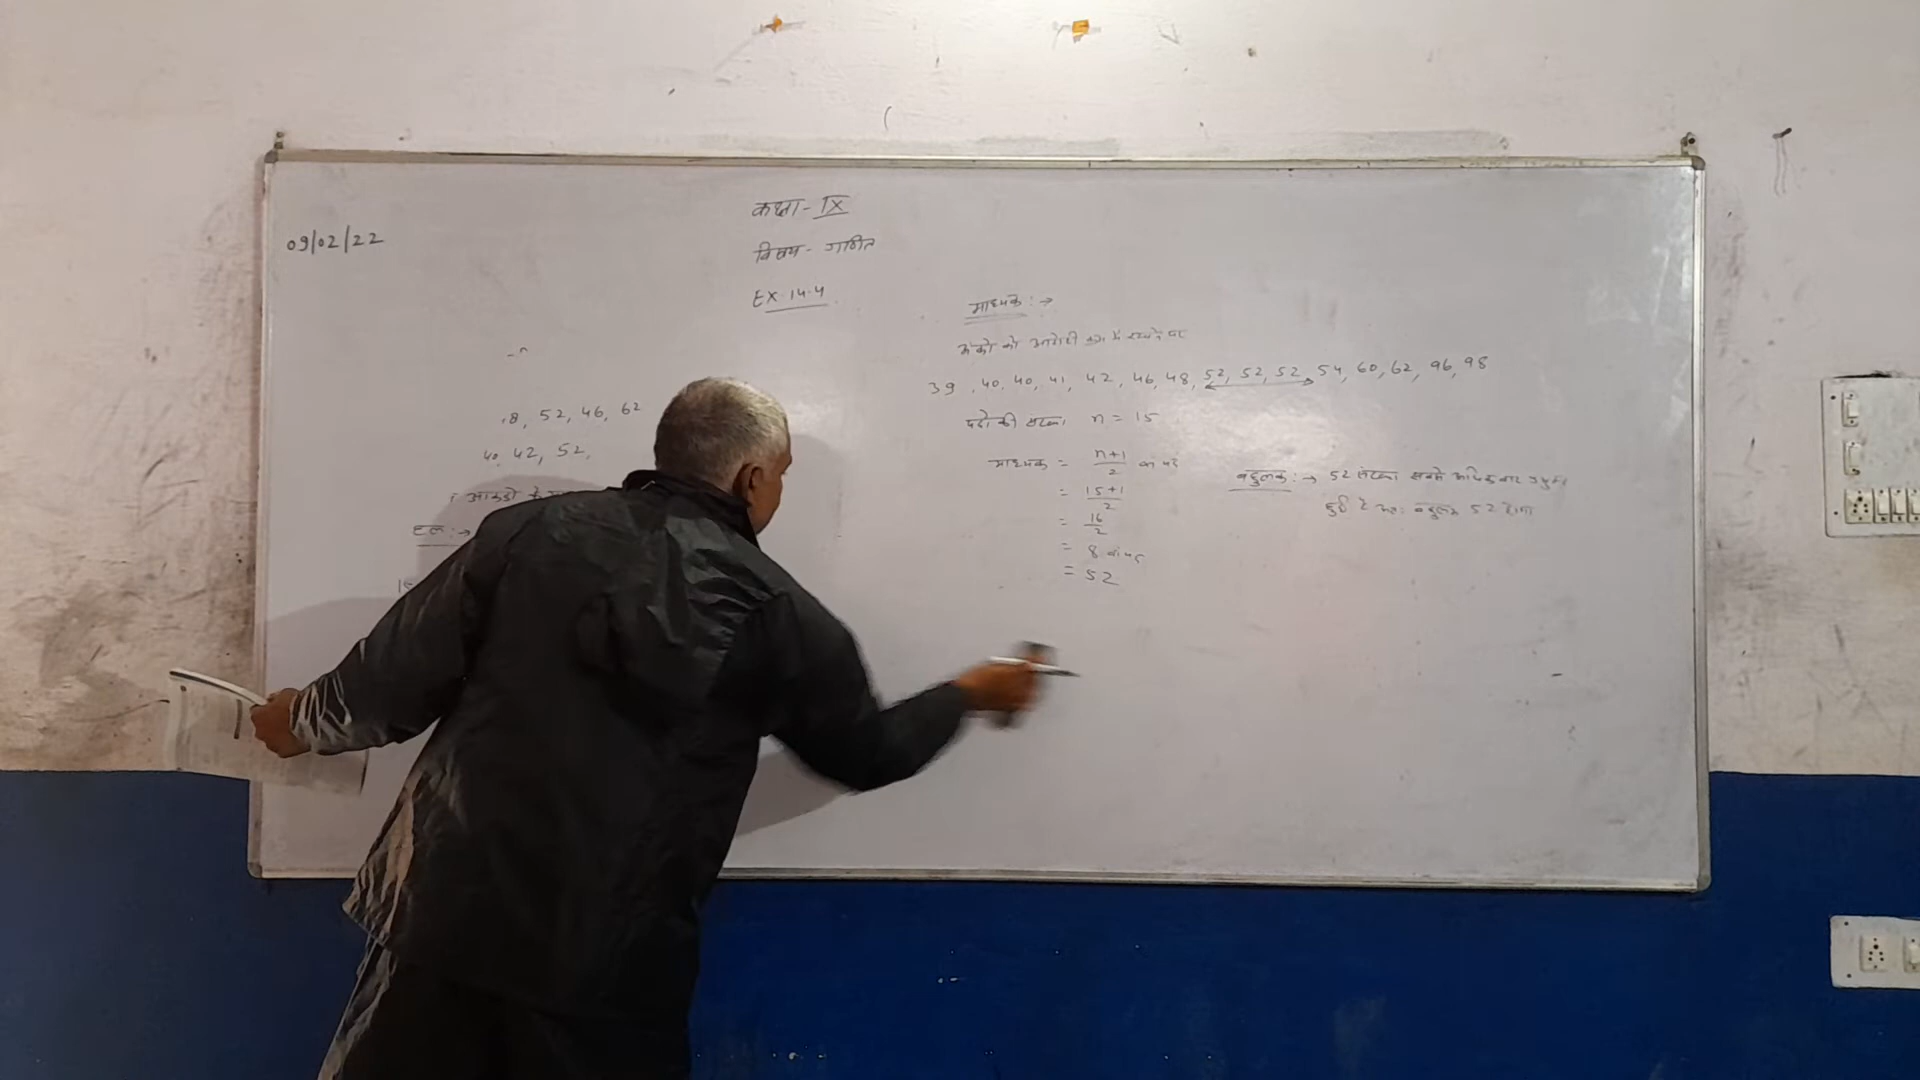 09/02/22
कक्षा - IX
विषय - गणित
EX-14.4
8, 52, 46, 62
40, 42, 52,
आकड़ों के
हल :→
माध्यक :→
अंको को आरोही क्रम में रखने पर
39, 40, 40, 41, 42, 46, 48, 52, 52, 52, 54, 60, 62, 96, 98
पदो की संख्या n = 15
माध्यक = n+1/2 वा पद
= 15+1/2
= 16/2
= 8 वा पद
= 52
बहुलक :→ 52 संख्या सबसे अधिक बार
हुई है अतः बहुलक 52 होगा